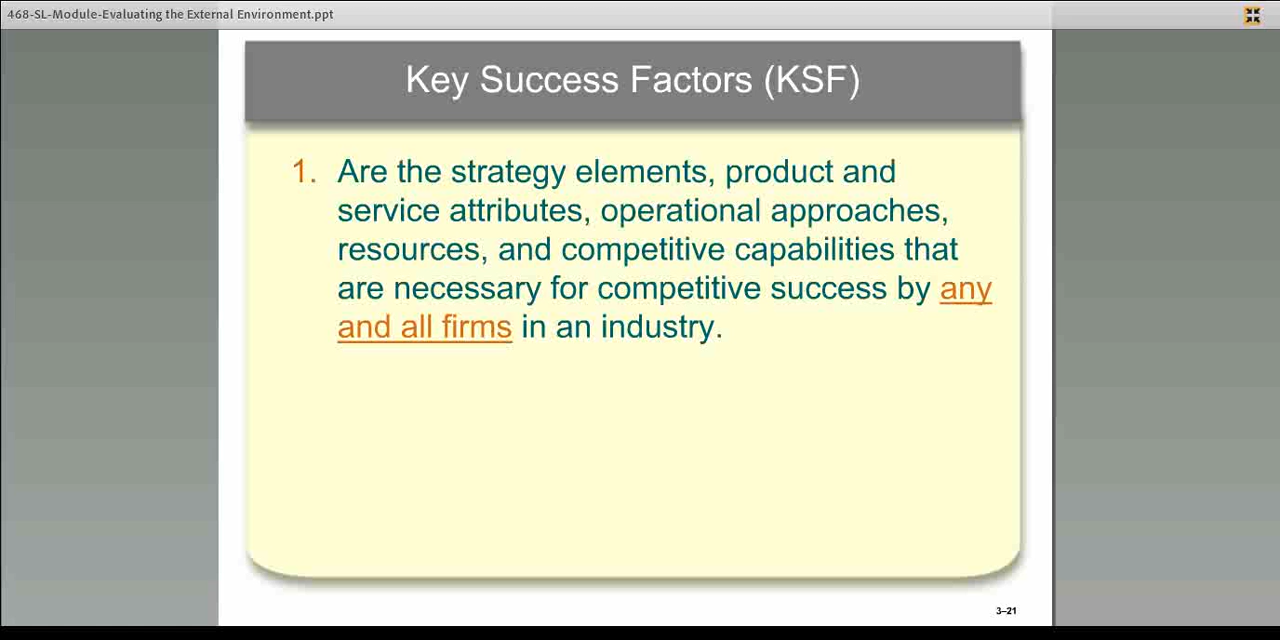 468-SL-Module-Evaluating the External Environment.ppt
Key Success Factors (KSF)
1. Are the strategy elements, product and
service attributes, operational approaches,
resources, and competitive capabilities that
are necessary for competitive success by any
and all firms in an industry.
3–21